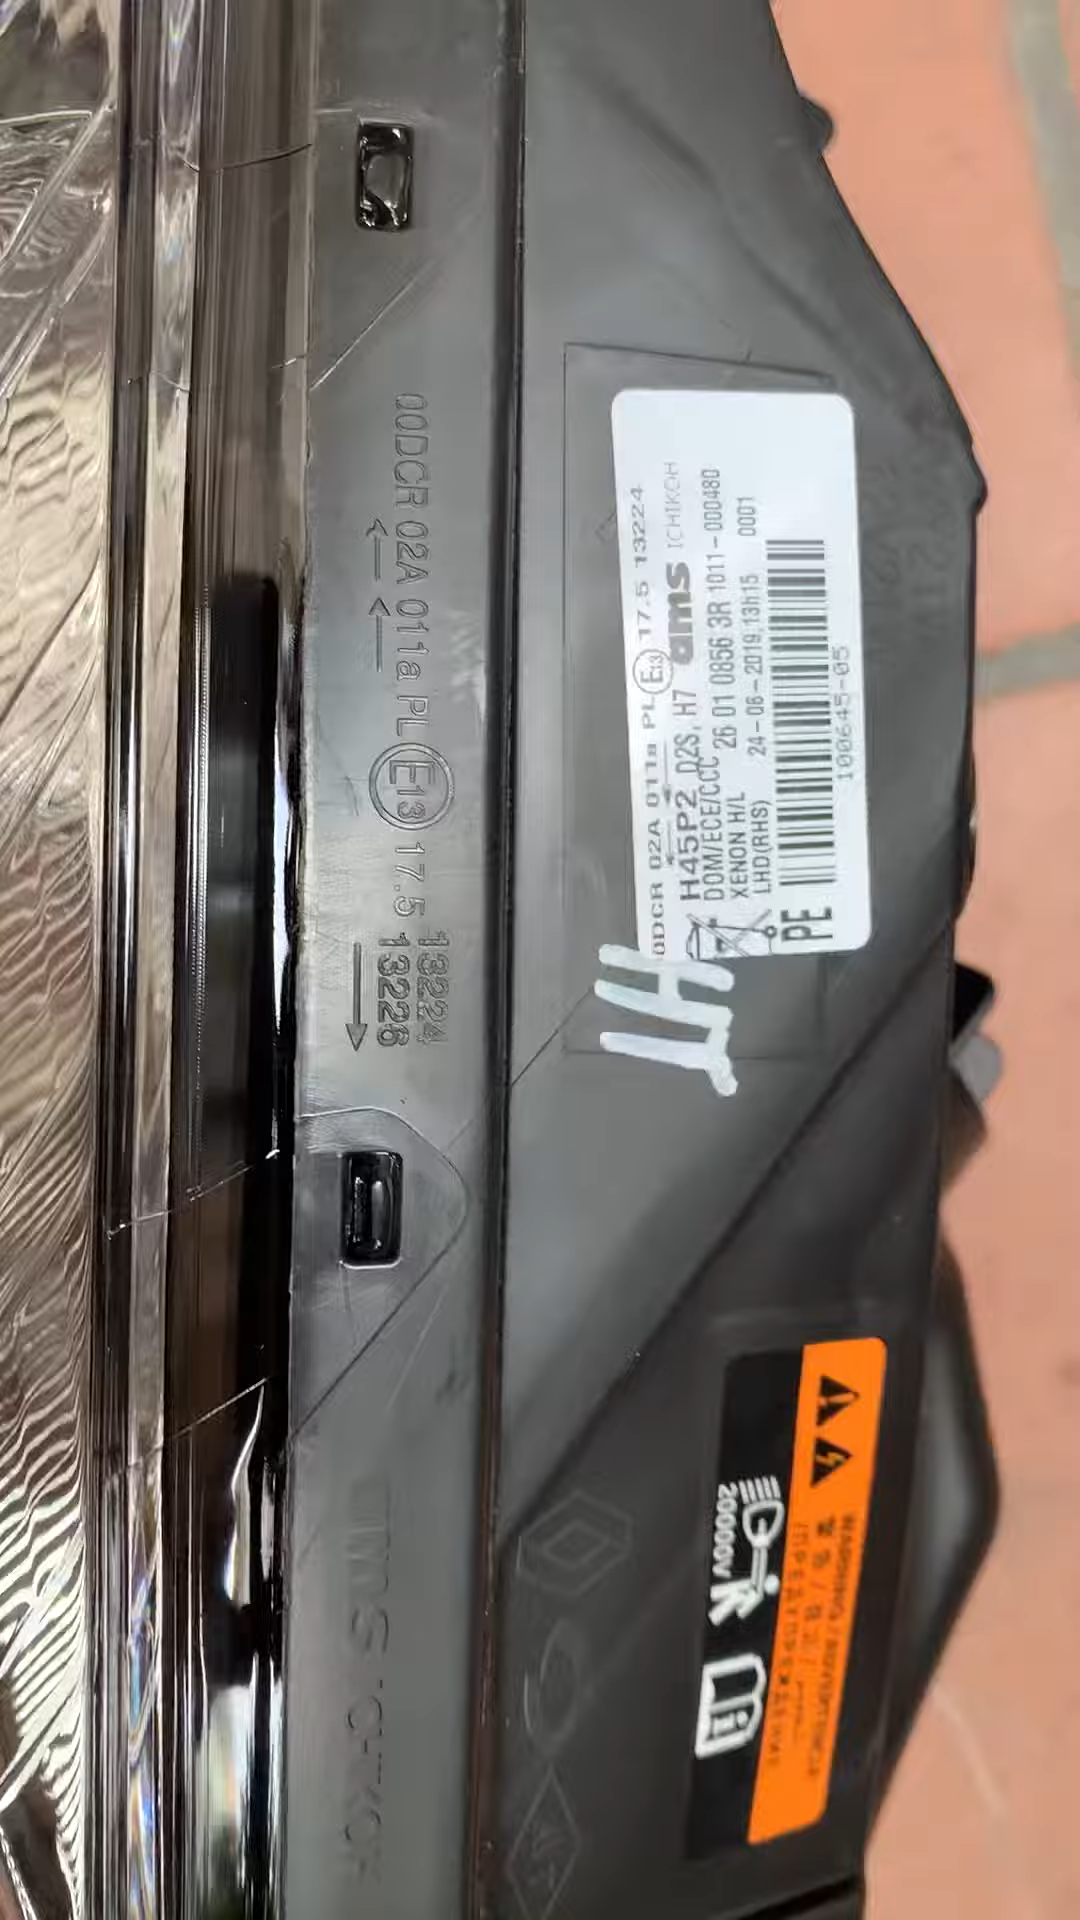 00DCR 02A 011a PL E13 17.5 13224
13226
0DCR 02A 011a PL E13 17.5 13224
H45P2 D2S, H7 ams ICHIKOH
DOM/ECE/CCC 26 01 0856 3R 1011-000480
XENON H/L 24-06-2019,13h15 0001
LHD(RHS)
PE
100645-05
20000V
ICHIKOH